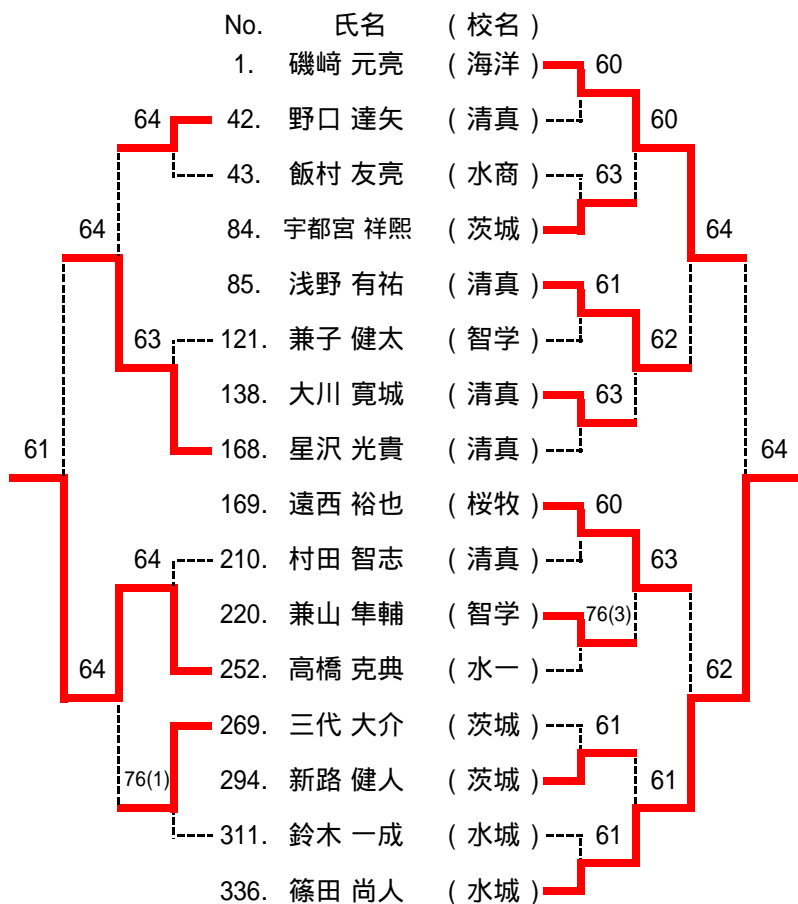 No. 氏名 (校名)
1. 磯﨑 元亮 (海洋) 60
64 42. 野口 達矢 (清真) 60
43. 飯村 友亮 (水商) 63
64 84. 宇都宮 祥熙 (茨城) 64
85. 浅野 有祐 (清真) 61
63 121. 兼子 健太 (智学) 62
138. 大川 寛城 (清真) 63
61 168. 星沢 光貴 (清真) 64
169. 遠西 裕也 (桜牧) 60
64 210. 村田 智志 (清真) 63
220. 兼山 隼輔 (智学) 76(3)
64 252. 高橋 克典 (水一) 62
269. 三代 大介 (茨城) 61
76(1) 294. 新路 健人 (茨城) 61
311. 鈴木 一成 (水城) 61
336. 篠田 尚人 (水城)